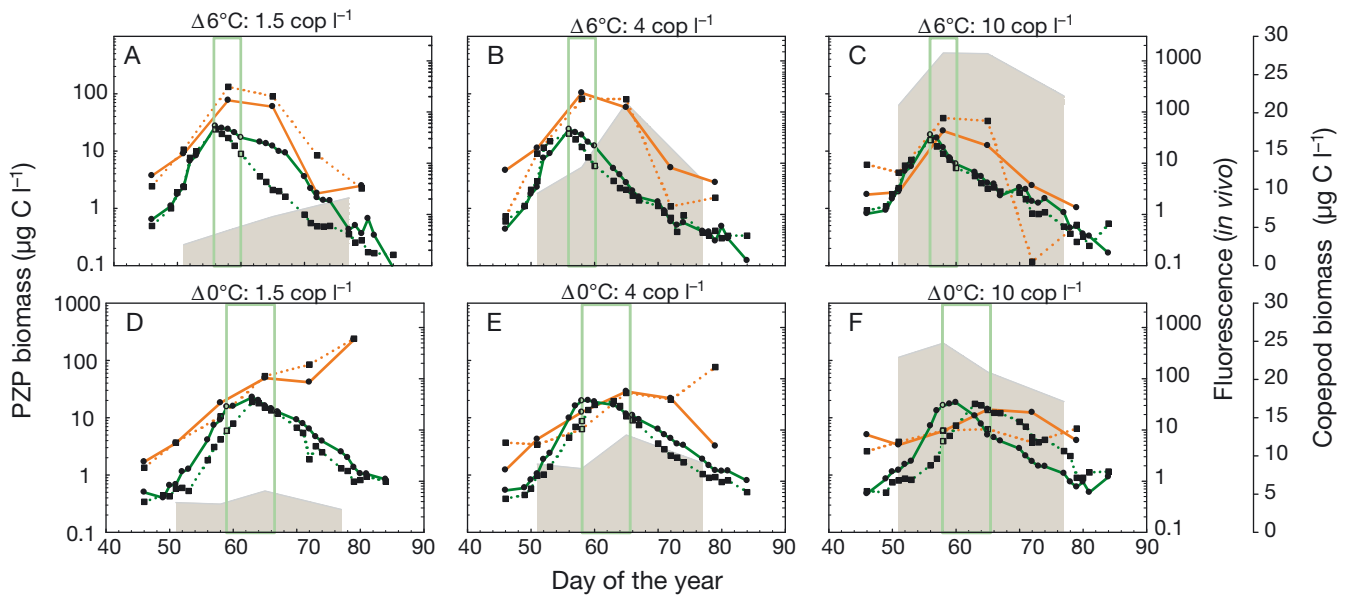 Δ6°C: 1.5 cop l⁻¹
Δ6°C: 4 cop l⁻¹
Δ6°C: 10 cop l⁻¹
A
B
C
100
10
1
0.1
1000
100
10
1
0.1
30
25
20
15
10
5
0
Δ0°C: 1.5 cop l⁻¹
Δ0°C: 4 cop l⁻¹
Δ0°C: 10 cop l⁻¹
D
E
F
1000
100
10
1
0.1
1000
100
10
1
0.1
30
25
20
15
10
5
0
40 50 60 70 80 90
40 50 60 70 80 90
40 50 60 70 80 90
PZP biomass (µg C l⁻¹)
Fluorescence (in vivo)
Copepod biomass (µg C l⁻¹)
Day of the year